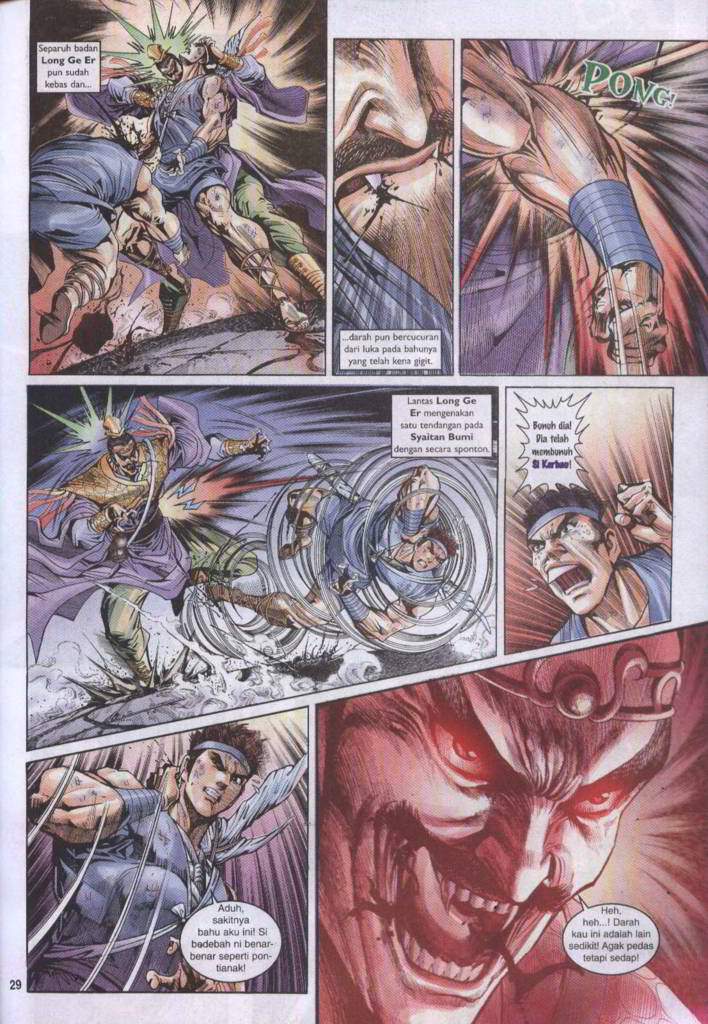 Separuh badan
Long Ge Er
pun sudah
kebas dan...
PONG!
...darah pun bercucuran
dari luka pada bahunya
yang telah kena gigit.
Lantas Long Ge
Er mengenakan
satu tendangan pada
Syaitan Bumi
dengan secara sponton.
Bunuh dia!
Dia telah
membunuh
Si Kerbau!
Aduh,
sakitnya
bahu aku ini! Si
badebah ni benar-
benar seperti pon-
tianak!
Heh,
heh...! Darah
kau ini adalah lain
sedikit! Agak pedas
tetapi sedap!
29